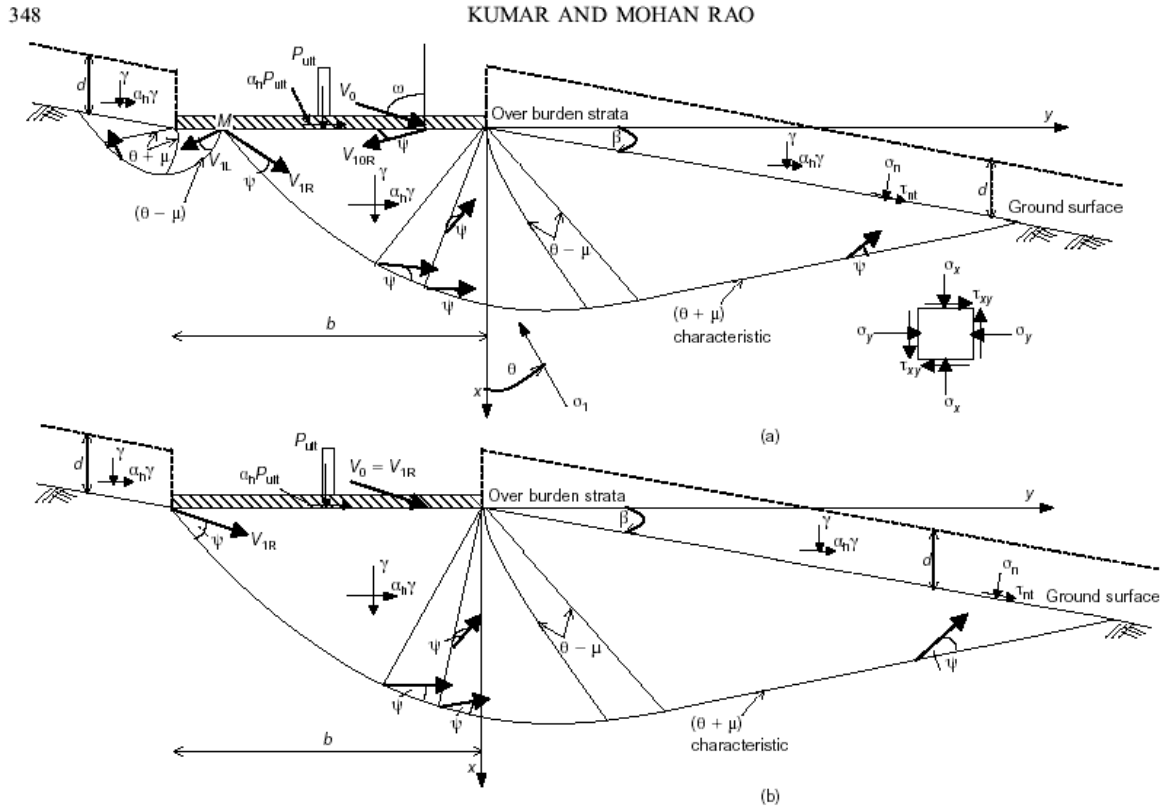 348 KUMAR AND MOHAN RAO
P_ult
γ
d
α_hγ
α_hP_ult
V_0
ω
Over burden strata
y
M
θ + μ
V_1L
V_10R
ψ
β
γ
α_hγ
σ_n
τ_nt
d
Ground surface
ψ
V_1R
γ
α_hγ
(θ − μ)
ψ
θ − μ
ψ
ψ
ψ
(θ + μ)
characteristic
σ_x
τ_xy
σ_y
σ_y
τ_xy
σ_x
b
θ
x
σ_1
(a)
P_ult
γ
d
α_hγ
α_hP_ult
V_0 = V_1R
Over burden strata
y
β
γ
α_hγ
d
σ_n
τ_nt
Ground surface
ψ
V_1R
γ
α_hγ
ψ
θ − μ
ψ
ψ
ψ
(θ + μ)
characteristic
b
x
(b)